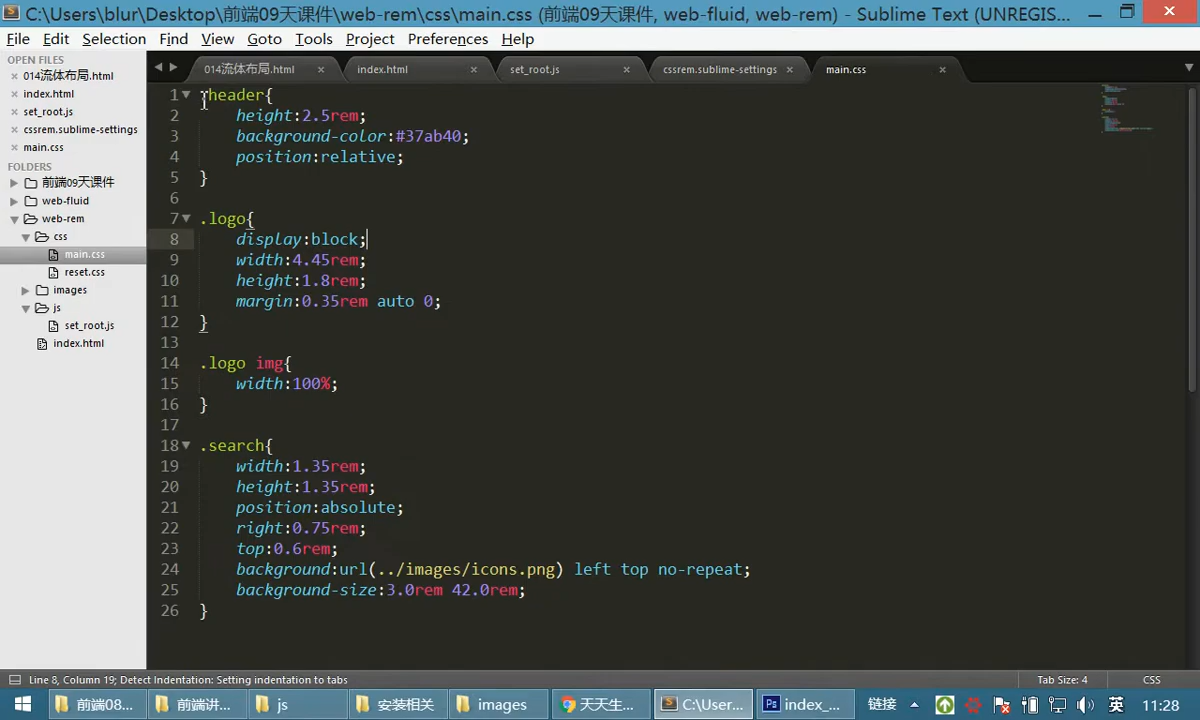 C:\Users\blur\Desktop\前端09天课件\web-rem\css\main.css (前端09天课件, web-fluid, web-rem) - Sublime Text (UNREGIS...
File Edit Selection Find View Goto Tools Project Preferences Help
OPEN FILES
014流体布局.html
index.html
set_root.js
cssrem.sublime-settings
main.css
FOLDERS
前端09天课件
web-fluid
web-rem
css
main.css
reset.css
images
js
set_root.js
index.html
014流体布局.html index.html set_root.js cssrem.sublime-settings main.css
1 .header{
2 height:2.5rem;
3 background-color:#37ab40;
4 position:relative;
5 }
6
7 .logo{
8 display:block;
9 width:4.45rem;
10 height:1.8rem;
11 margin:0.35rem auto 0;
12 }
13
14 .logo img{
15 width:100%;
16 }
17
18 .search{
19 width:1.35rem;
20 height:1.35rem;
21 position:absolute;
22 right:0.75rem;
23 top:0.6rem;
24 background:url(../images/icons.png) left top no-repeat;
25 background-size:3.0rem 42.0rem;
26 }
Line 8, Column 19; Detect Indentation: Setting indentation to tabs Tab Size: 4 CSS
前端08... 前端讲... js 安装相关 images 天天生... C:\User... index_... 链接 英 11:28